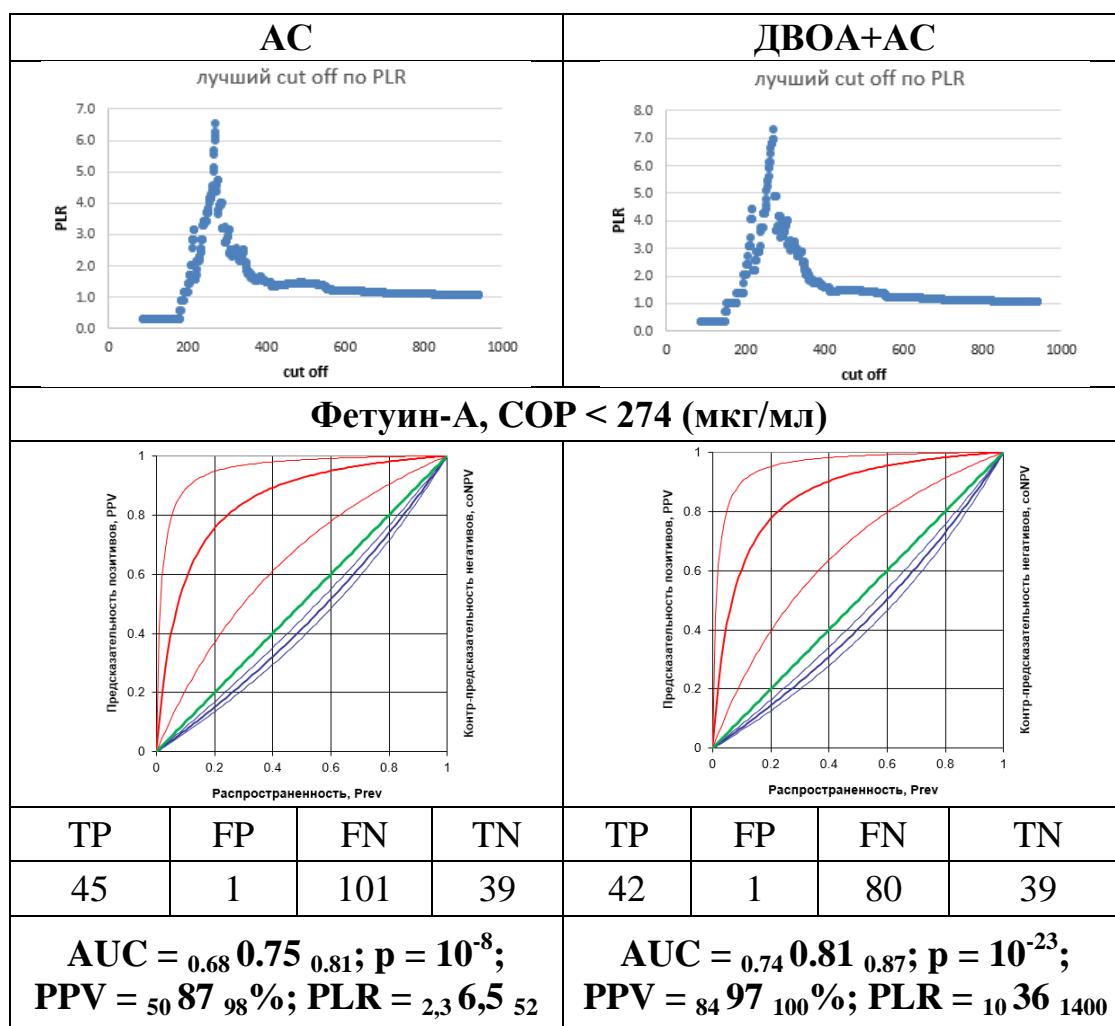 АС
ДВОА+АС
лучший cut off по PLR
PLR
7.0
6.0
5.0
4.0
3.0
2.0
1.0
0.0
0 200 400 600 800 1000
cut off
лучший cut off по PLR
PLR
8.0
7.0
6.0
5.0
4.0
3.0
2.0
1.0
0.0
0 200 400 600 800 1000
cut off
Фетуин-А, COP < 274 (мкг/мл)
Предсказательность позитивов, PPV
1
0.8
0.6
0.4
0.2
0
0 0.2 0.4 0.6 0.8 1
Распространенность, Prev
Контр-предсказательность негативов, coNPV
Предсказательность позитивов, PPV
1
0.8
0.6
0.4
0.2
0
0 0.2 0.4 0.6 0.8 1
Распространенность, Prev
Контр-предсказательность негативов, coNPV
TP FP FN TN TP FP FN TN
45 1 101 39 42 1 80 39
AUC = 0.68 0.75 0.81; p = 10-8;
PPV = 50 87 98%; PLR = 2,3 6,5 52
AUC = 0.74 0.81 0.87; p = 10-23;
PPV = 84 97 100%; PLR = 10 36 1400